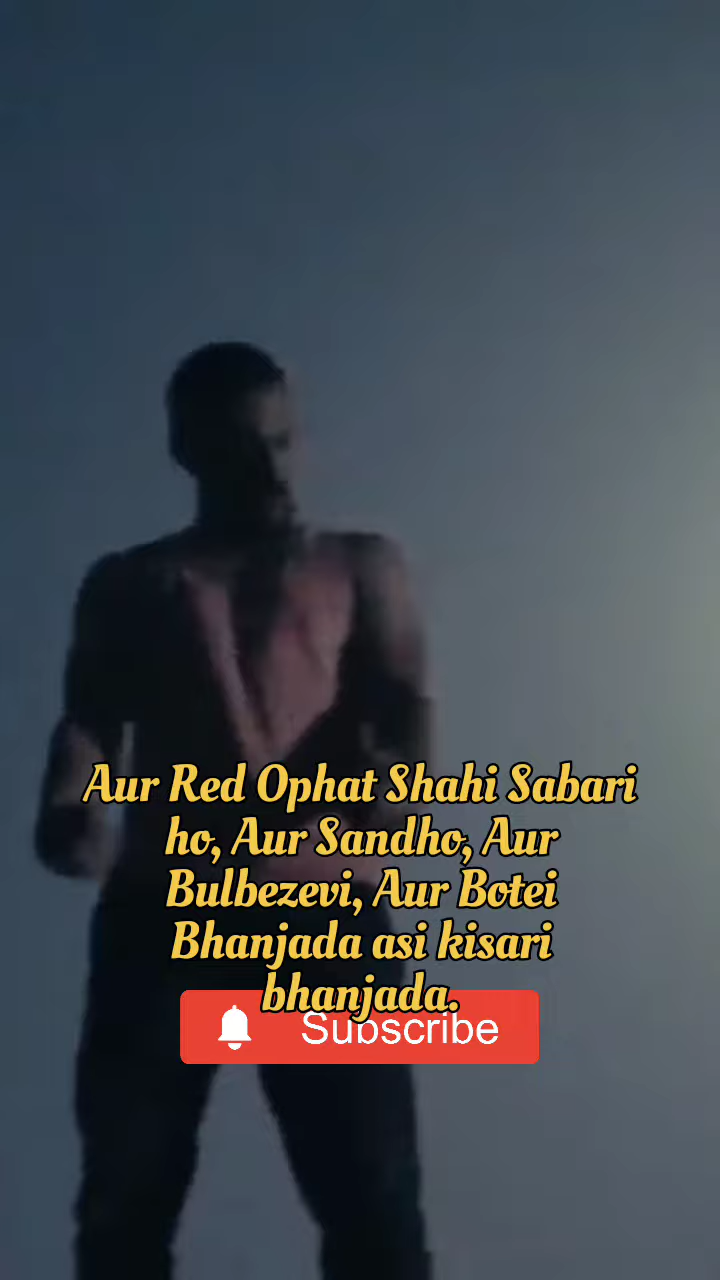 Aur Red Ophat Shahi Sabari
ho, Aur Sandho, Aur
Bulbezevi, Aur Botei
Bhanjada asi kisari
bhanjada.
Subscribe